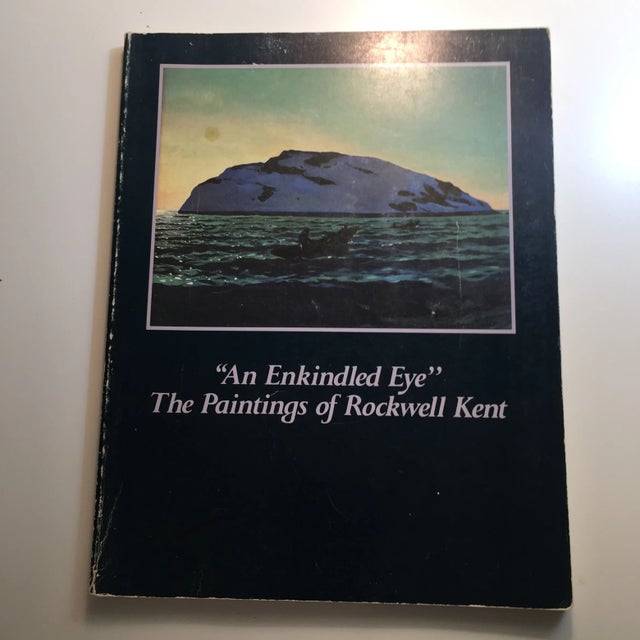 “An Enkindled Eye”
The Paintings of Rockwell Kent